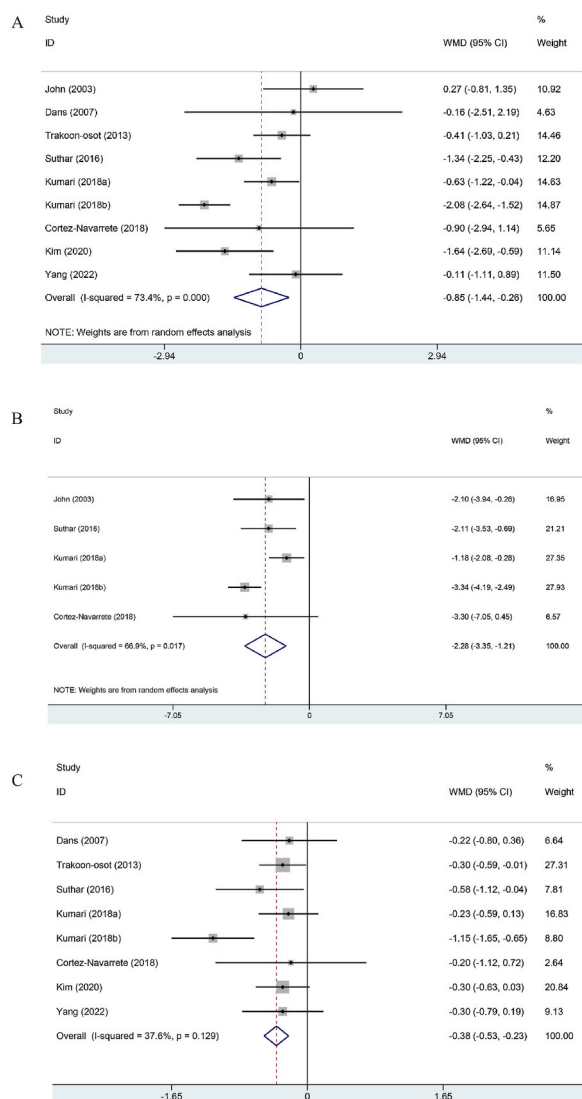 A
Study %
ID WMD (95% CI) Weight
John (2003) 0.27 (-0.81, 1.35) 10.92
Dans (2007) -0.16 (-2.51, 2.19) 4.63
Trakoon-osot (2013) -0.41 (-1.03, 0.21) 14.46
Suthar (2016) -1.34 (-2.25, -0.43) 12.20
Kumari (2018a) -0.63 (-1.22, -0.04) 14.63
Kumari (2018b) -2.08 (-2.64, -1.52) 14.87
Cortez-Navarrete (2018) -0.90 (-2.94, 1.14) 5.65
Kim (2020) -1.64 (-2.69, -0.59) 11.14
Yang (2022) -0.11 (-1.11, 0.89) 11.50
Overall (I-squared = 73.4%, p = 0.000) -0.85 (-1.44, -0.26) 100.00
NOTE: Weights are from random effects analysis
-2.94 0 2.94
B
Study %
ID WMD (95% CI) Weight
John (2003) -2.10 (-3.94, -0.26) 16.95
Suthar (2016) -2.11 (-3.53, -0.69) 21.21
Kumari (2018a) -1.18 (-2.08, -0.28) 27.35
Kumari (2018b) -3.34 (-4.19, -2.49) 27.93
Cortez-Navarrete (2018) -3.30 (-7.05, 0.45) 6.57
Overall (I-squared = 66.9%, p = 0.017) -2.28 (-3.35, -1.21) 100.00
NOTE: Weights are from random effects analysis
-7.05 0 7.05
C
Study %
ID WMD (95% CI) Weight
Dans (2007) -0.22 (-0.80, 0.36) 6.64
Trakoon-osot (2013) -0.30 (-0.59, -0.01) 27.31
Suthar (2016) -0.58 (-1.12, -0.04) 7.81
Kumari (2018a) -0.23 (-0.59, 0.13) 16.83
Kumari (2018b) -1.15 (-1.65, -0.65) 8.80
Cortez-Navarrete (2018) -0.20 (-1.12, 0.72) 2.64
Kim (2020) -0.30 (-0.63, 0.03) 20.84
Yang (2022) -0.30 (-0.79, 0.19) 9.13
Overall (I-squared = 37.6%, p = 0.129) -0.38 (-0.53, -0.23) 100.00
-1.65 0 1.65